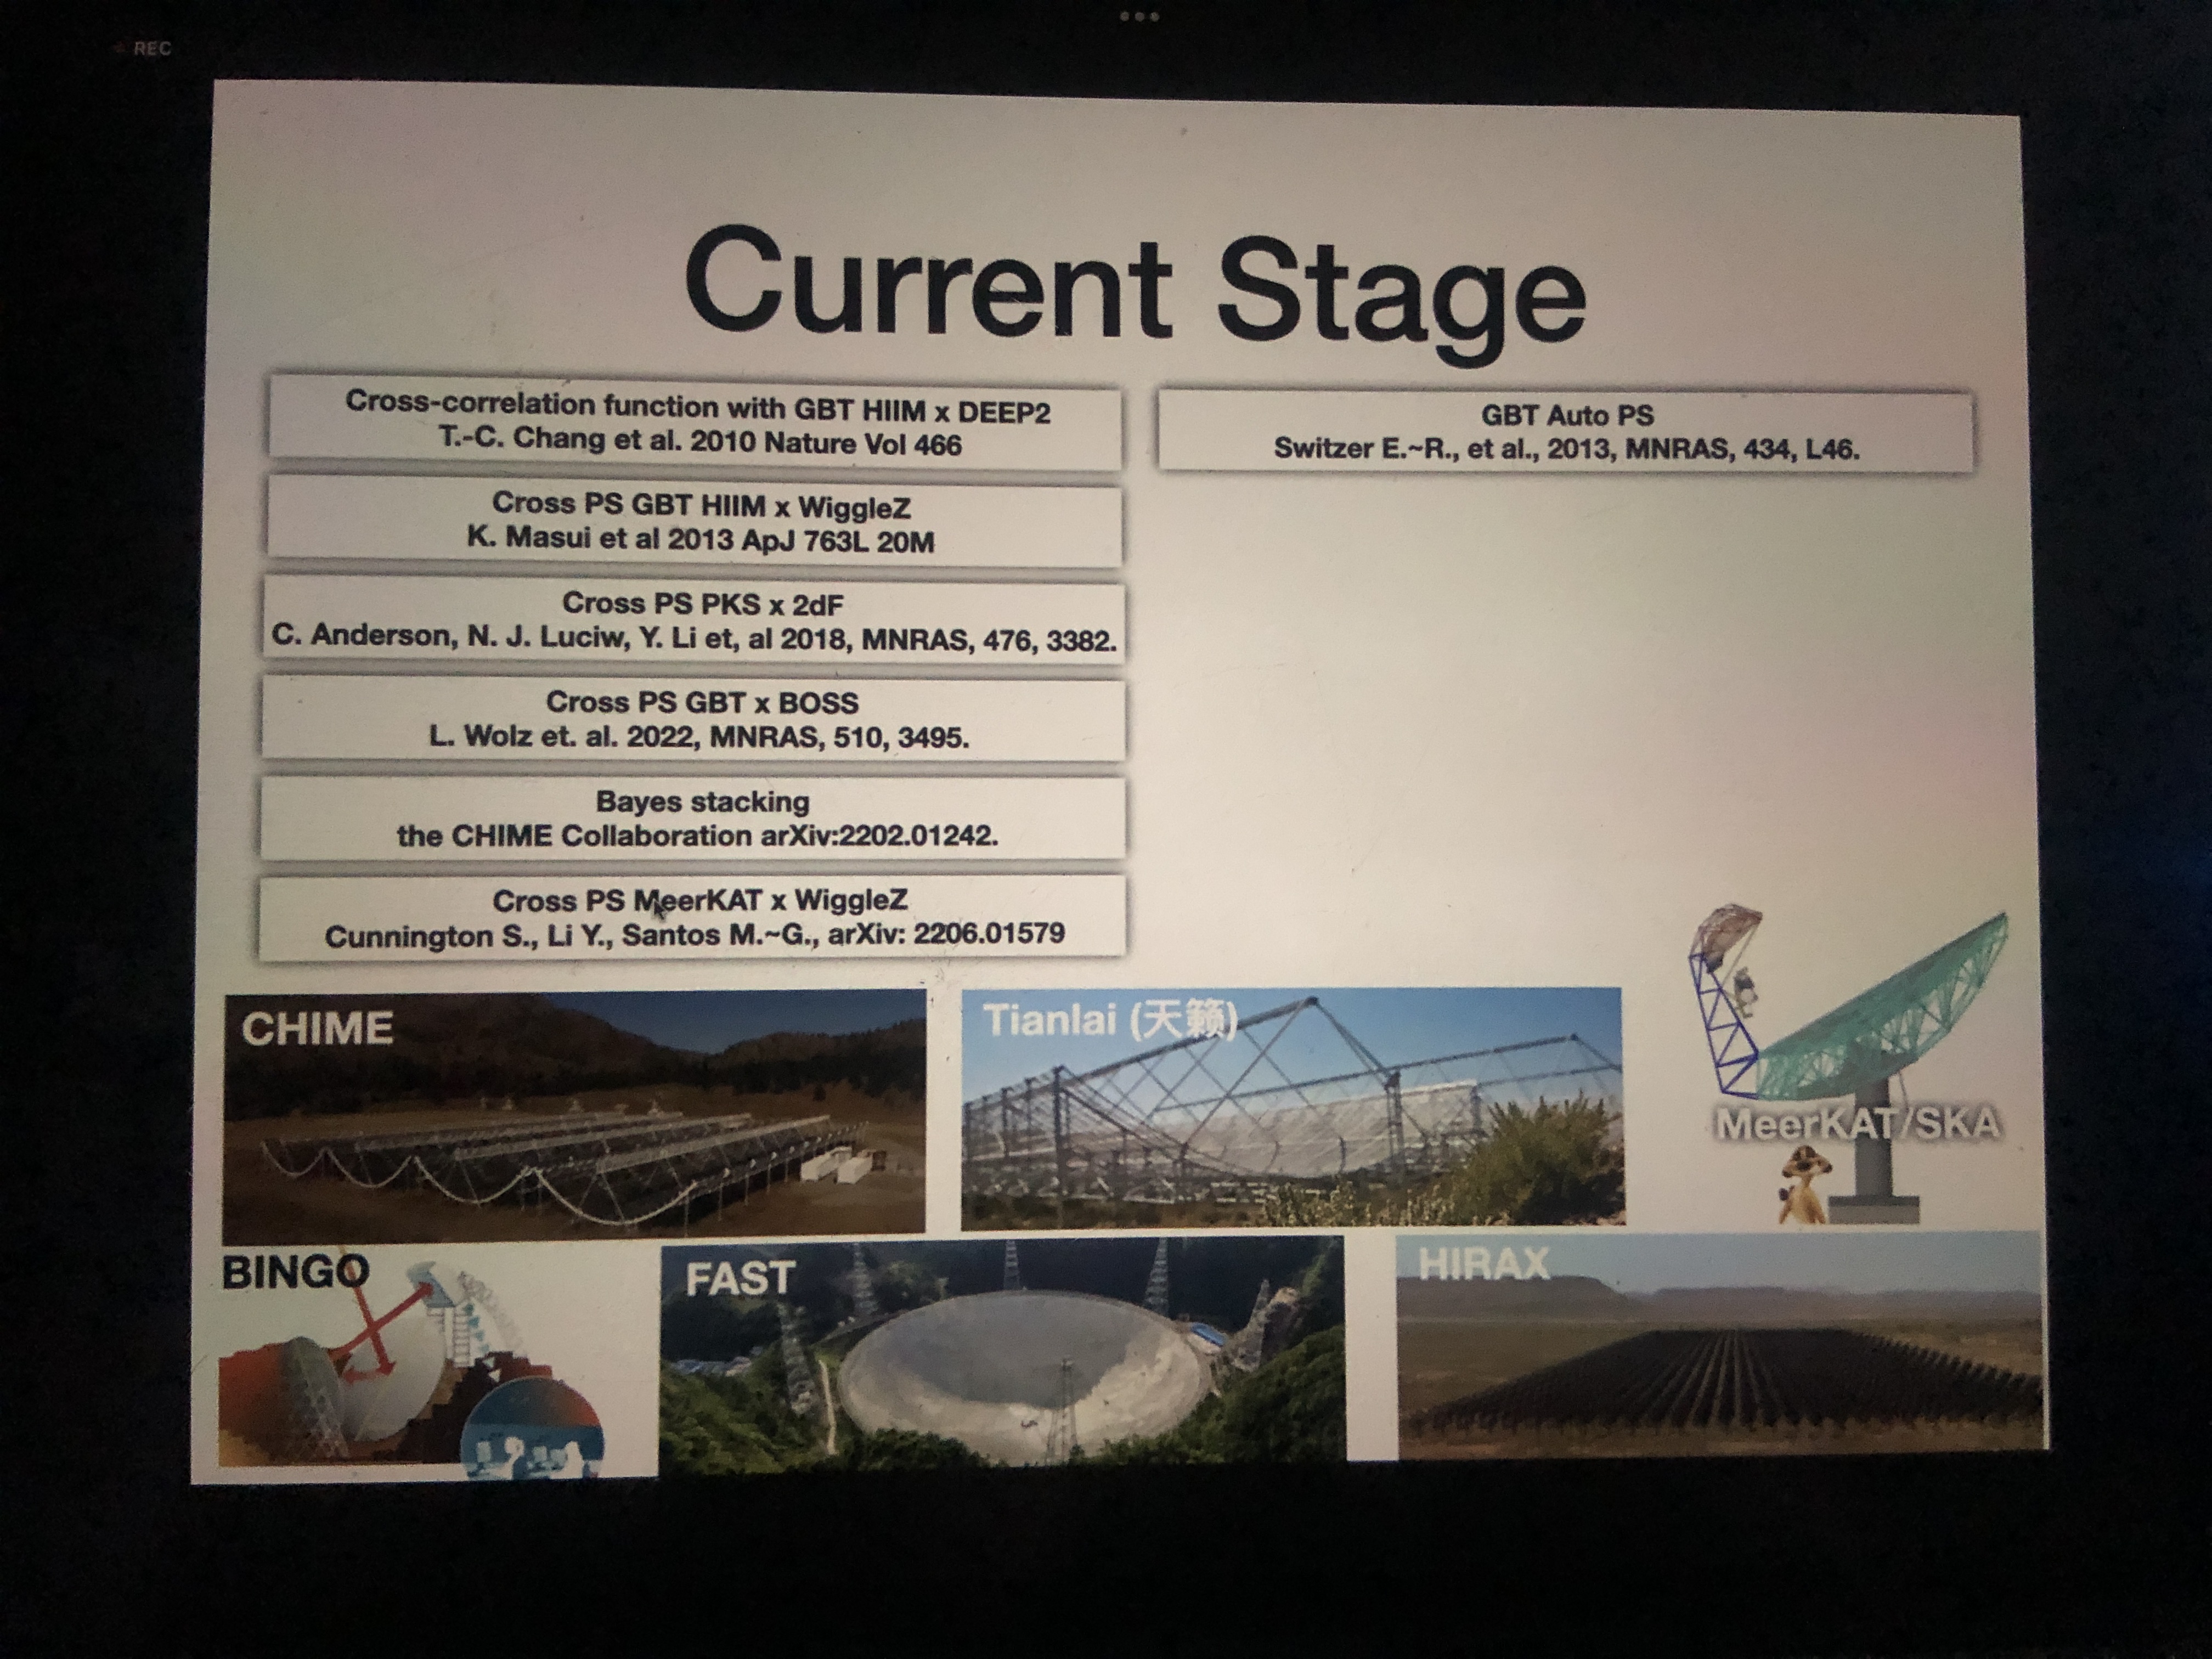 REC
Current Stage
Cross-correlation function with GBT HIIM x DEEP2
T.-C. Chang et al. 2010 Nature Vol 466
Cross PS GBT HIIM x WiggleZ
K. Masui et al 2013 ApJ 763L 20M
Cross PS PKS x 2dF
C. Anderson, N. J. Luciw, Y. Li et, al 2018, MNRAS, 476, 3382.
Cross PS GBT x BOSS
L. Wolz et. al. 2022, MNRAS, 510, 3495.
Bayes stacking
the CHIME Collaboration arXiv:2202.01242.
Cross PS MeerKAT x WiggleZ
Cunnington S., Li Y., Santos M.~G., arXiv: 2206.01579
GBT Auto PS
Switzer E.~R., et al., 2013, MNRAS, 434, L46.
CHIME
Tianlai (天籁)
MeerKAT/SKA
BINGO
FAST
HIRAX